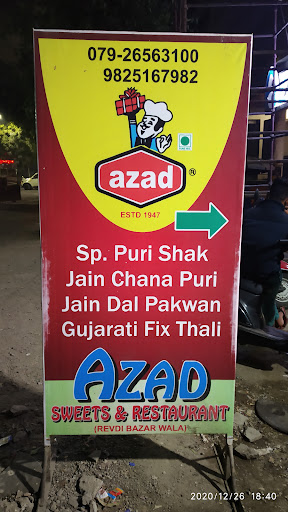 079-26563100
9825167982
azad ®
ESTD 1947
Sp. Puri Shak
Jain Chana Puri
Jain Dal Pakwan
Gujarati Fix Thali
AZAD
SWEETS & RESTAURANT
(REVDI BAZAR WALA)
2020/12/26 18:40